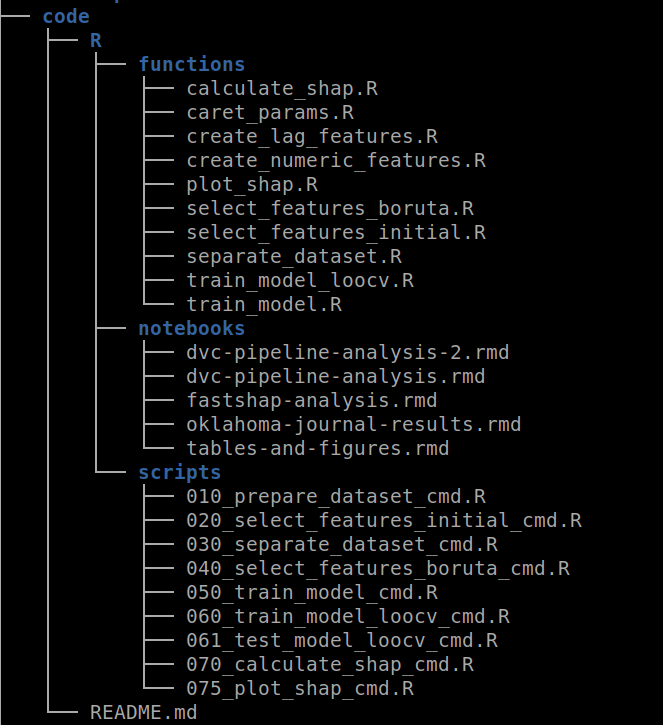 code
R
functions
calculate_shap.R
caret_params.R
create_lag_features.R
create_numeric_features.R
plot_shap.R
select_features_boruta.R
select_features_initial.R
separate_dataset.R
train_model_loocv.R
train_model.R
notebooks
dvc-pipeline-analysis-2.rmd
dvc-pipeline-analysis.rmd
fastshap-analysis.rmd
oklahoma-journal-results.rmd
tables-and-figures.rmd
scripts
010_prepare_dataset_cmd.R
020_select_features_initial_cmd.R
030_separate_dataset_cmd.R
040_select_features_boruta_cmd.R
050_train_model_cmd.R
060_train_model_loocv_cmd.R
061_test_model_loocv_cmd.R
070_calculate_shap_cmd.R
075_plot_shap_cmd.R
README.md